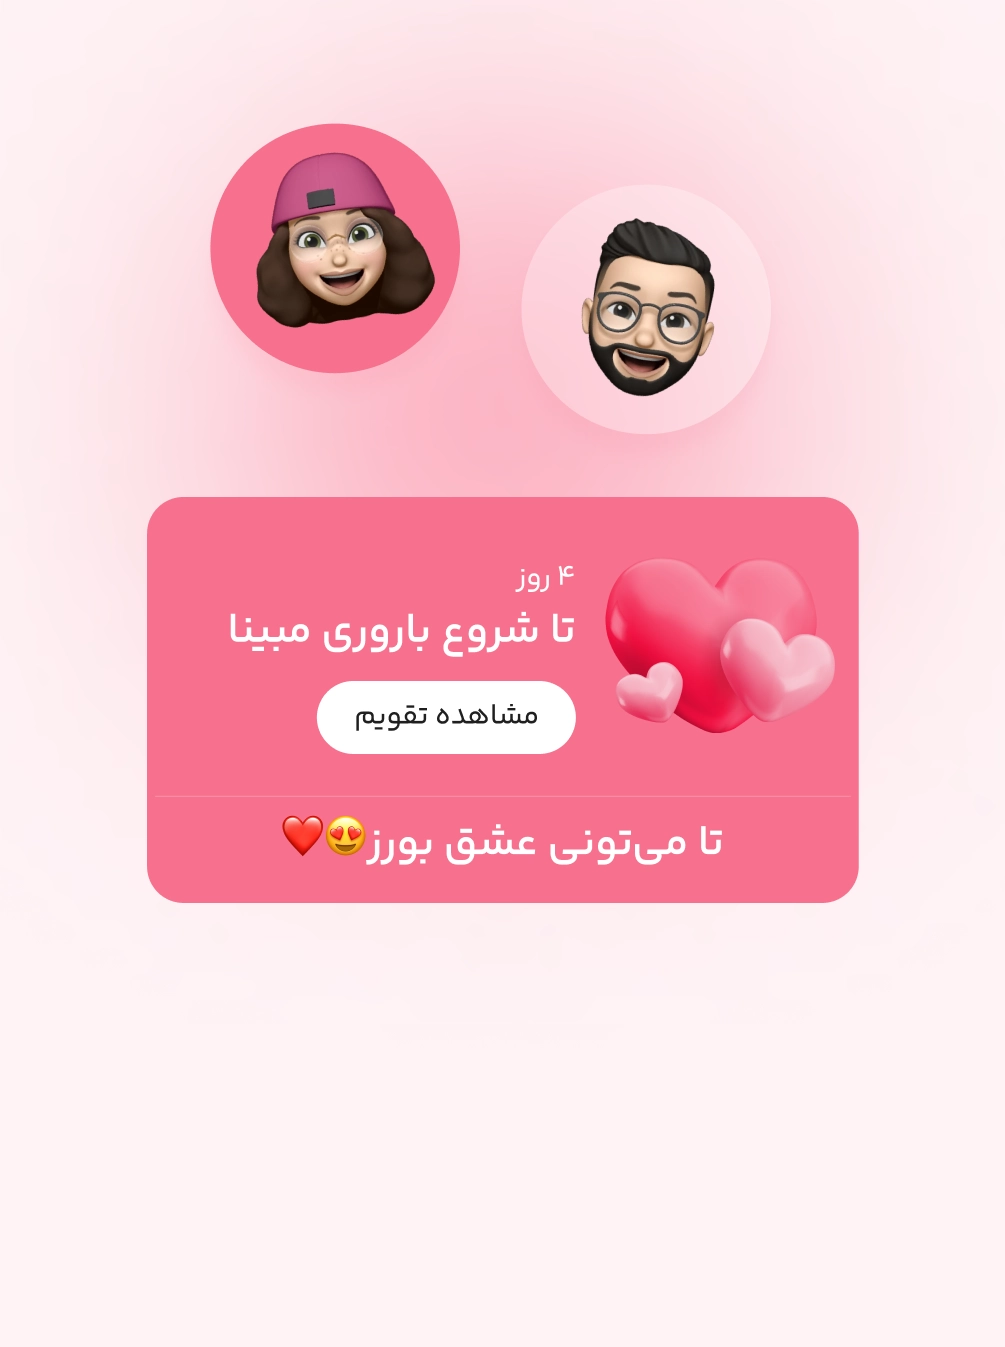 ۴ روز
تا شروع باروری مبینا
مشاهده تقویم
تا می‌تونی عشق بورز😍❤️